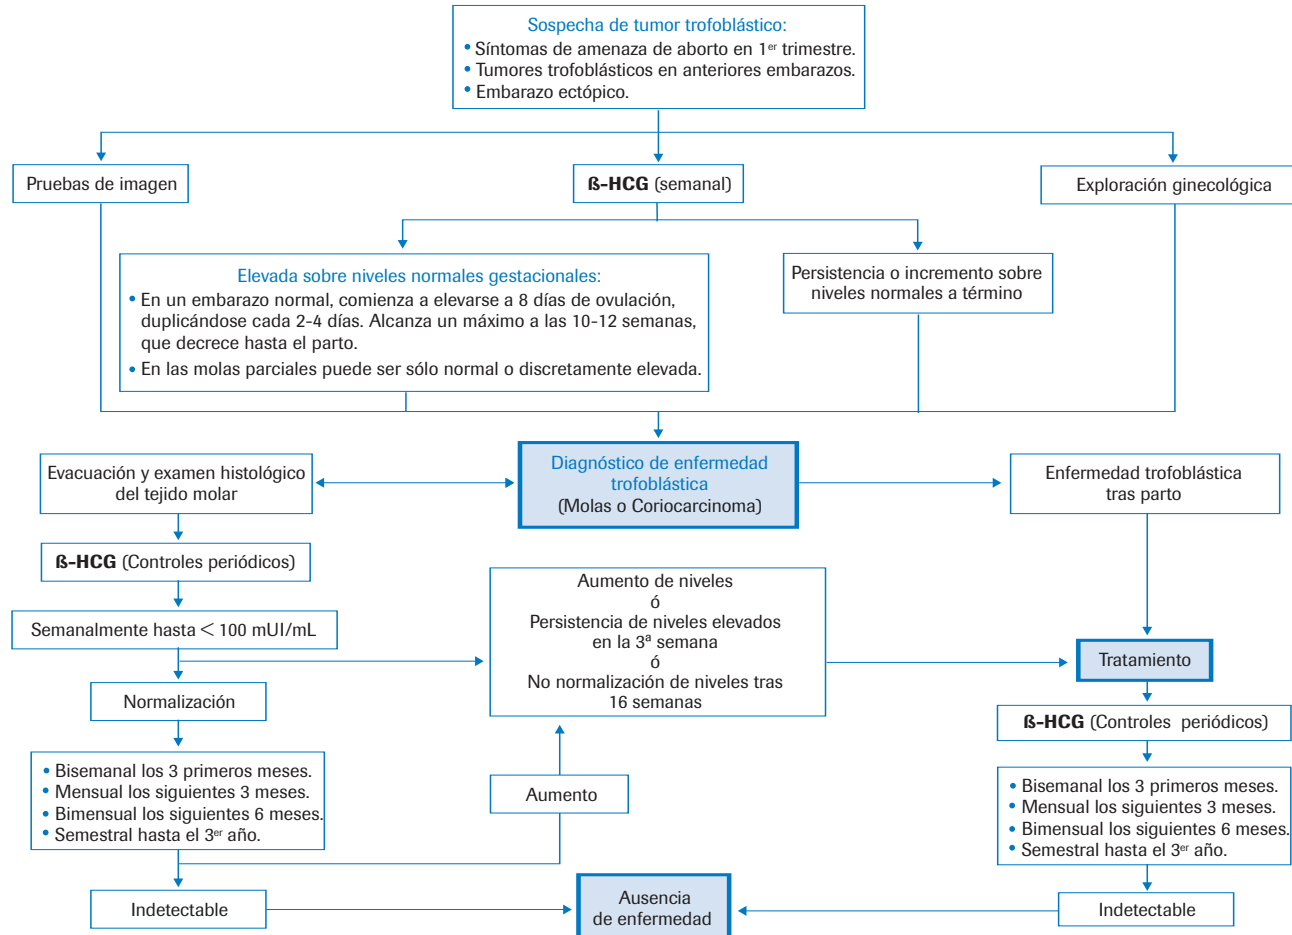 Sospecha de tumor trofoblástico:
• Síntomas de amenaza de aborto en 1er trimestre.
• Tumores trofoblásticos en anteriores embarazos.
• Embarazo ectópico.
Pruebas de imagen
ß-HCG (semanal)
Exploración ginecológica
Elevada sobre niveles normales gestacionales:
• En un embarazo normal, comienza a elevarse a 8 días de ovulación,
duplicándose cada 2-4 días. Alcanza un máximo a las 10-12 semanas,
que decrece hasta el parto.
• En las molas parciales puede ser sólo normal o discretamente elevada.
Persistencia o incremento sobre
niveles normales a término
Evacuación y examen histológico
del tejido molar
Diagnóstico de enfermedad
trofoblástica
(Molas o Coriocarcinoma)
Enfermedad trofoblástica
tras parto
ß-HCG (Controles periódicos)
Semanalmente hasta < 100 mUI/mL
Normalización
• Bisemanal los 3 primeros meses.
• Mensual los siguientes 3 meses.
• Bimensual los siguientes 6 meses.
• Semestral hasta el 3er año.
Indetectable
Aumento de niveles
ó
Persistencia de niveles elevados
en la 3ª semana
ó
No normalización de niveles tras
16 semanas
Aumento
Ausencia
de enfermedad
Tratamiento
ß-HCG (Controles periódicos)
• Bisemanal los 3 primeros meses.
• Mensual los siguientes 3 meses.
• Bimensual los siguientes 6 meses.
• Semestral hasta el 3er año.
Indetectable